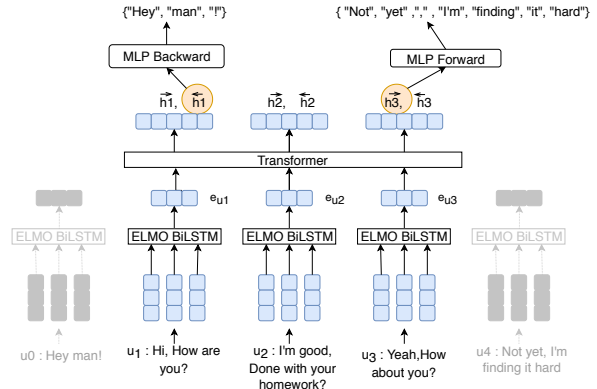 {"Hey", "man", "!"}
{ "Not", "yet" ,"," , "I'm", "finding", "it", "hard"}
MLP Backward
MLP Forward
h1, h1
h2, h2
h3, h3
Transformer
eu1
eu2
eu3
ELMO BiLSTM
ELMO BiLSTM
ELMO BiLSTM
ELMO BiLSTM
ELMO BiLSTM
u0 : Hey man!
u1 : Hi, How are
you?
u2 : I'm good,
Done with your
homework?
u3 : Yeah,How
about you?
u4 : Not yet, I'm
finding it hard